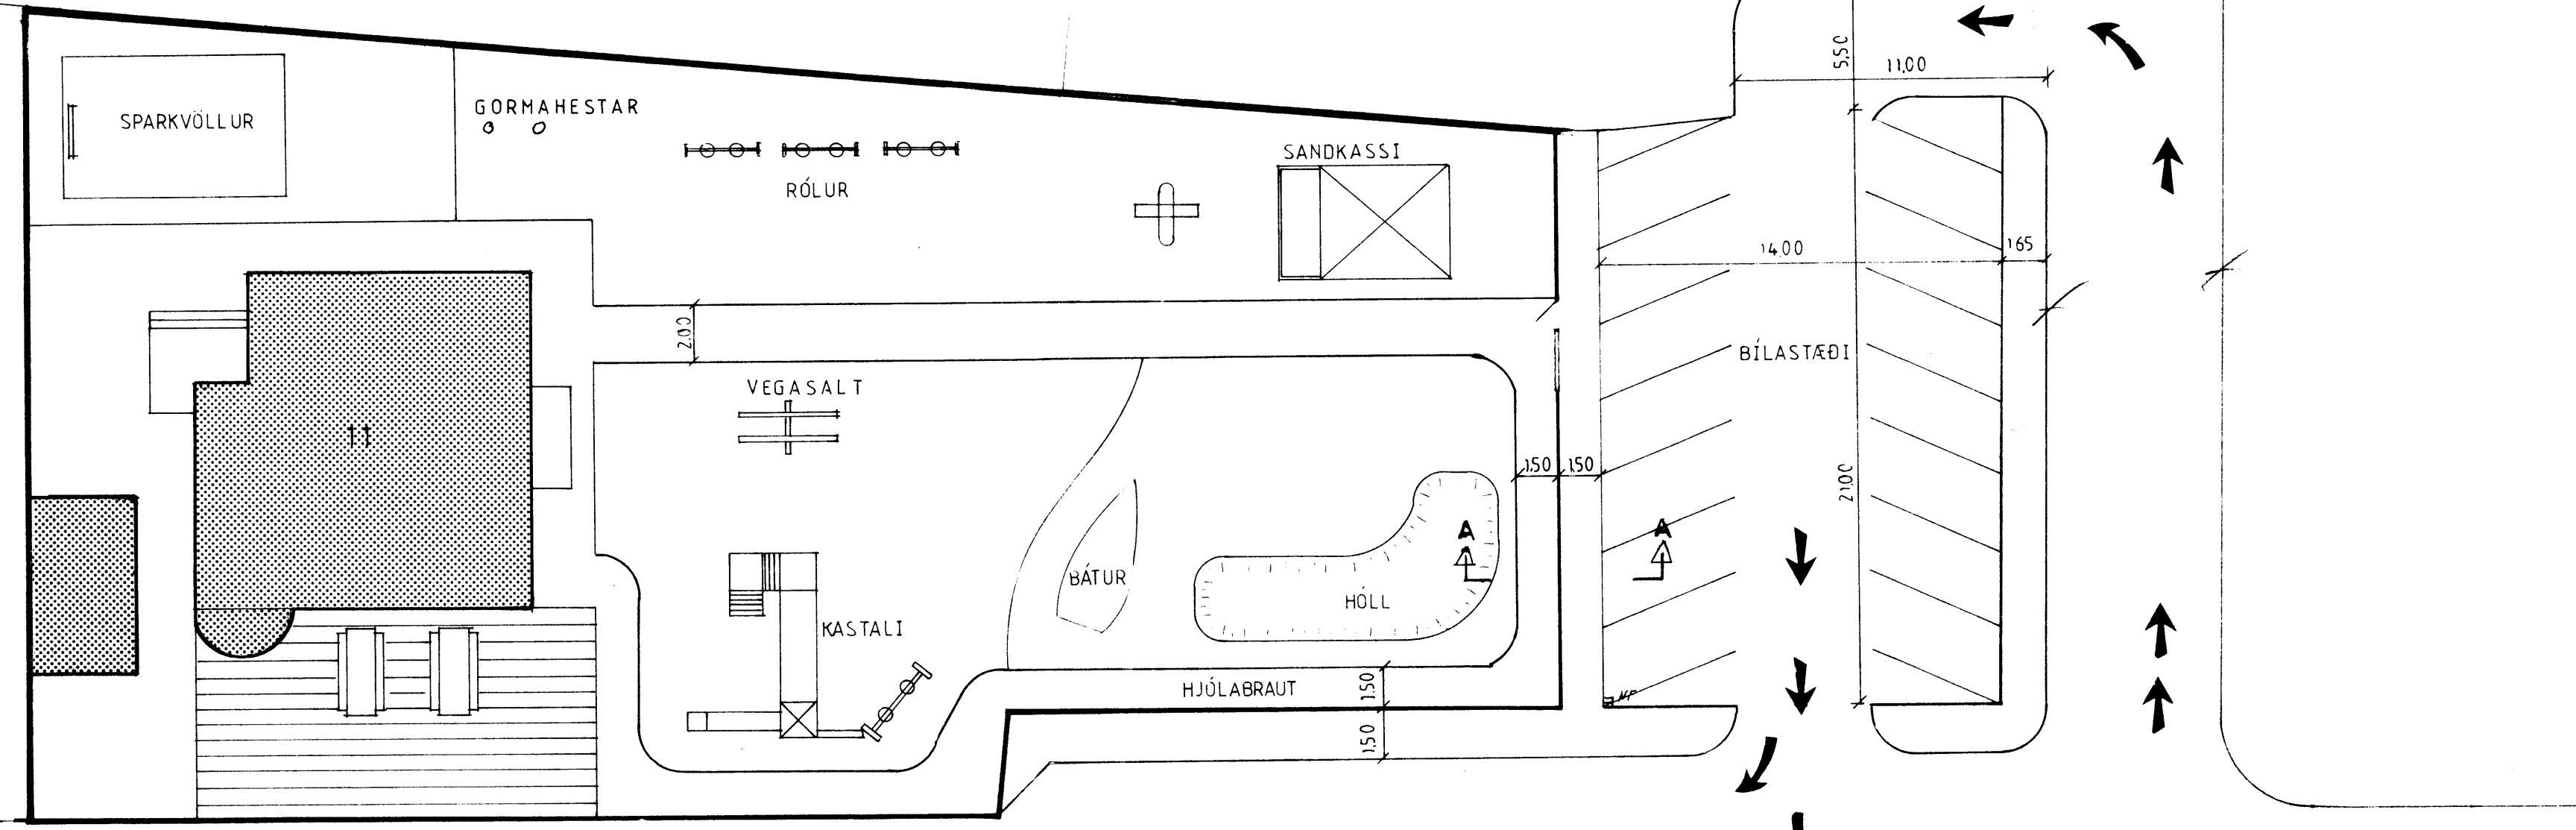 5,50
11,00
SPARKVÖLLUR
GORMAHESTAR
RÓLUR
SANDKASSI
14,00
1,65
2,00
BÍLASTÆÐI
VEGASALT
11
1,50
1,50
21,00
A
A
BÁTUR
HÓLL
KASTALI
HJÓLABRAUT
1,50
1,50